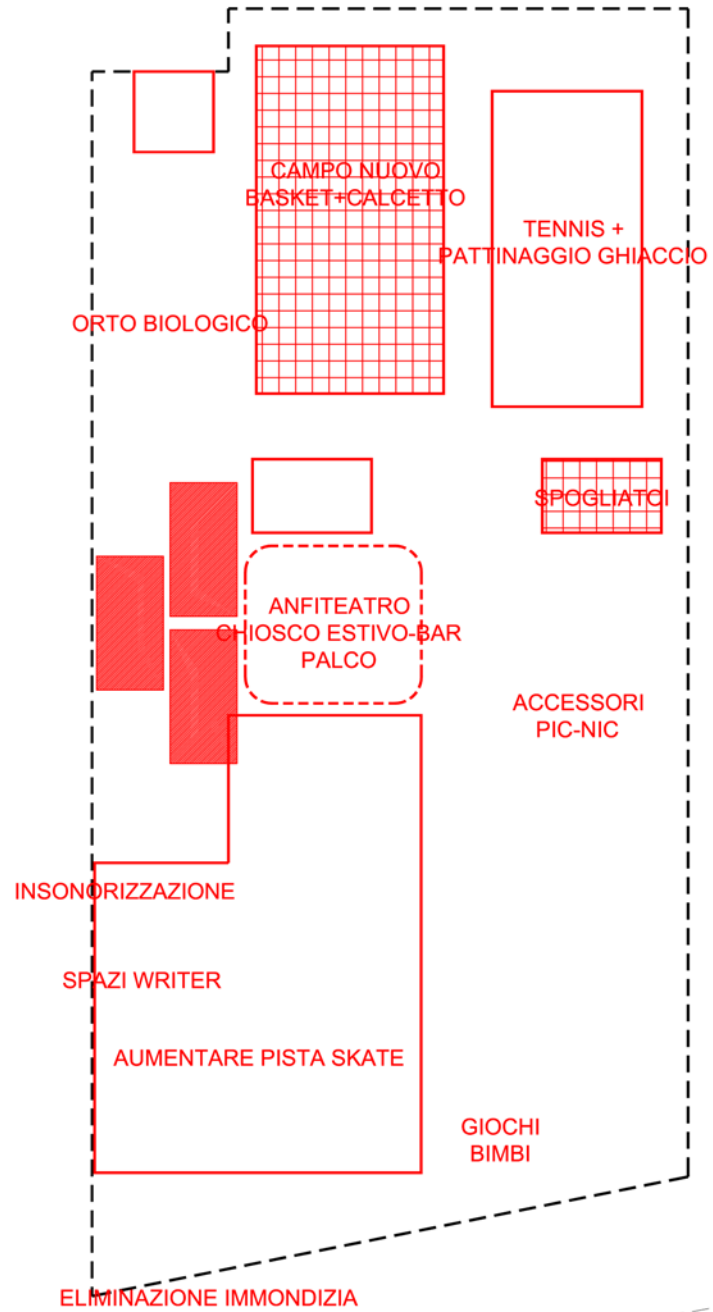 CAMPO NUOVO
BASKET+CALCETTO
TENNIS +
PATTINAGGIO GHIACCIO
ORTO BIOLOGICO
SPOGLIATOI
ANFITEATRO
CHIOSCO ESTIVO-BAR
PALCO
ACCESSORI
PIC-NIC
INSONORIZZAZIONE
SPAZI WRITER
AUMENTARE PISTA SKATE
GIOCHI
BIMBI
ELIMINAZIONE IMMONDIZIA